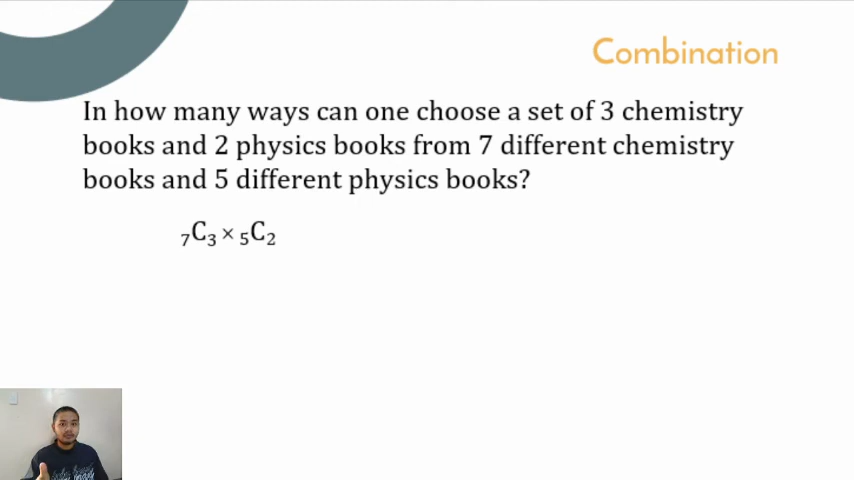 Combination
In how many ways can one choose a set of 3 chemistry
books and 2 physics books from 7 different chemistry
books and 5 different physics books?
₇C₃ × ₅C₂